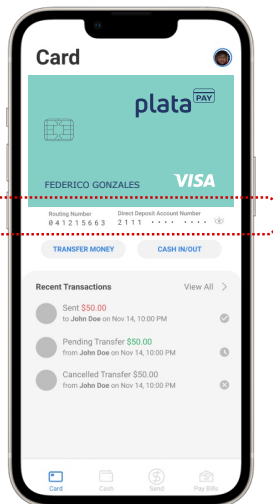 Card
plata PAY
FEDERICO GONZALES VISA
Routing Number Direct Deposit Account Number
041215663 2111 ···· ···· ····
TRANSFER MONEY CASH IN/OUT
Recent Transactions View All >
Sent $50.00
to John Doe on Nov 14, 10:00 PM
Pending Transfer $50.00
from John Doe on Nov 14, 10:00 PM
Cancelled Transfer $50.00
from John Doe on Nov 14, 10:00 PM
Card Cash Send Pay Bills